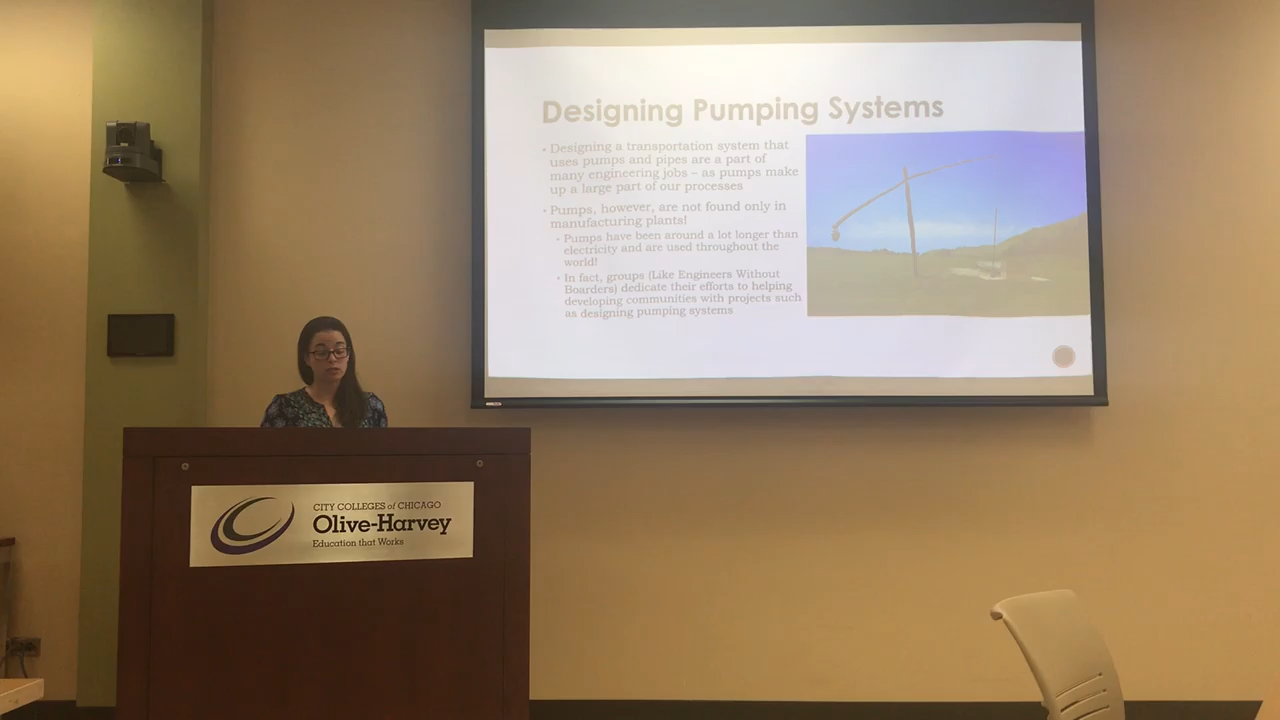 Designing Pumping Systems
• Designing a transportation system that
uses pumps and pipes are a part of
many engineering jobs – as pumps make
up a large part of our processes
• Pumps, however, are not found only in
manufacturing plants!
• Pumps have been around a lot longer than
electricity and are used throughout the
world!
• In fact, groups (Like Engineers Without
Boarders) dedicate their efforts to helping
developing communities with projects such
as designing pumping systems
CITY COLLEGES of CHICAGO
Olive-Harvey
Education that Works